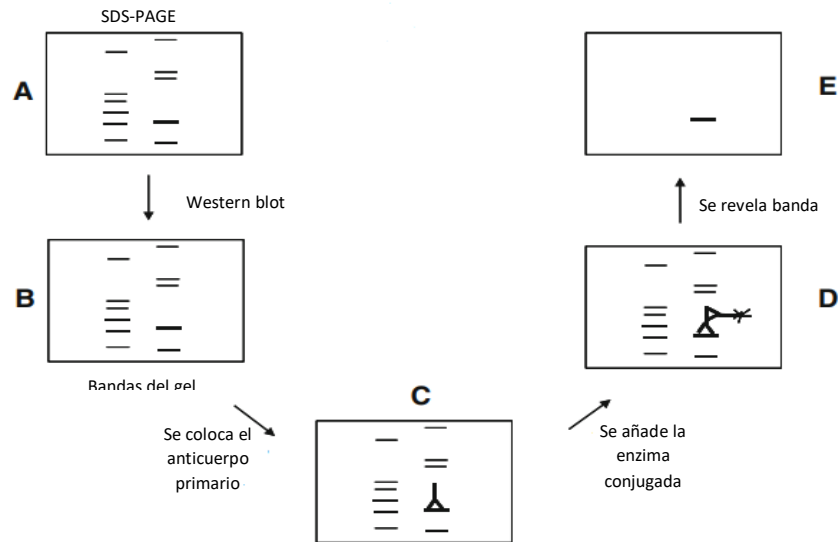 SDS-PAGE
A
Western blot
B
Bandas del gel
Se coloca el
anticuerpo
primario
C
Se añade la
enzima
conjugada
D
Se revela banda
E